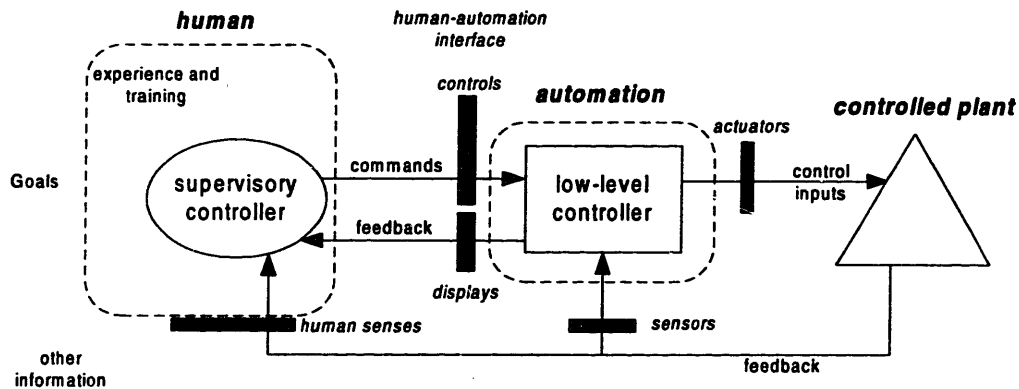 human
human-automation
interface
experience and
training
controls
automation
controlled plant
actuators
Goals
commands
supervisory
controller
low-level
controller
control
inputs
feedback
displays
human senses
sensors
other
information
feedback